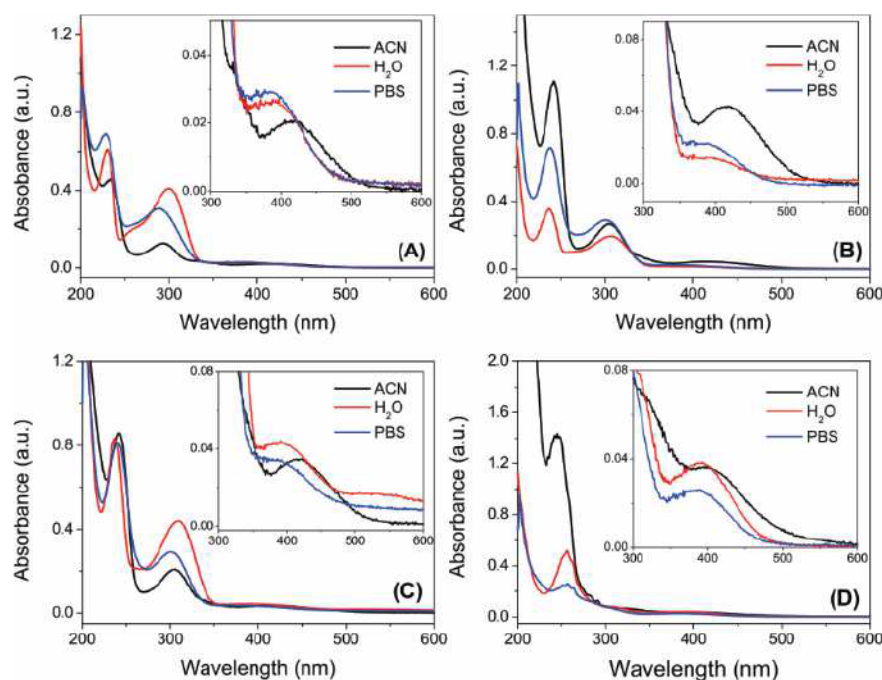 1.2
0.8
0.4
0.0
200 300 400 500 600
Absorbance (a.u.)
Wavelength (nm)
0.04
0.02
0.00
300 400 500 600
ACN
H₂O
PBS
(A)
1.5
1.0
0.5
0.0
200 300 400 500 600
Absorbance (a.u.)
Wavelength (nm)
0.08
0.04
0.00
300 400 500 600
ACN
H₂O
PBS
(B)
1.2
0.8
0.4
0.0
200 300 400 500 600
Absorbance (a.u.)
Wavelength (nm)
0.08
0.04
0.00
300 400 500 600
ACN
H₂O
PBS
(C)
2.0
1.6
1.2
0.8
0.4
0.0
200 300 400 500 600
Absorbance (a.u.)
Wavelength (nm)
0.08
0.04
0.00
300 400 500 600
ACN
H₂O
PBS
(D)